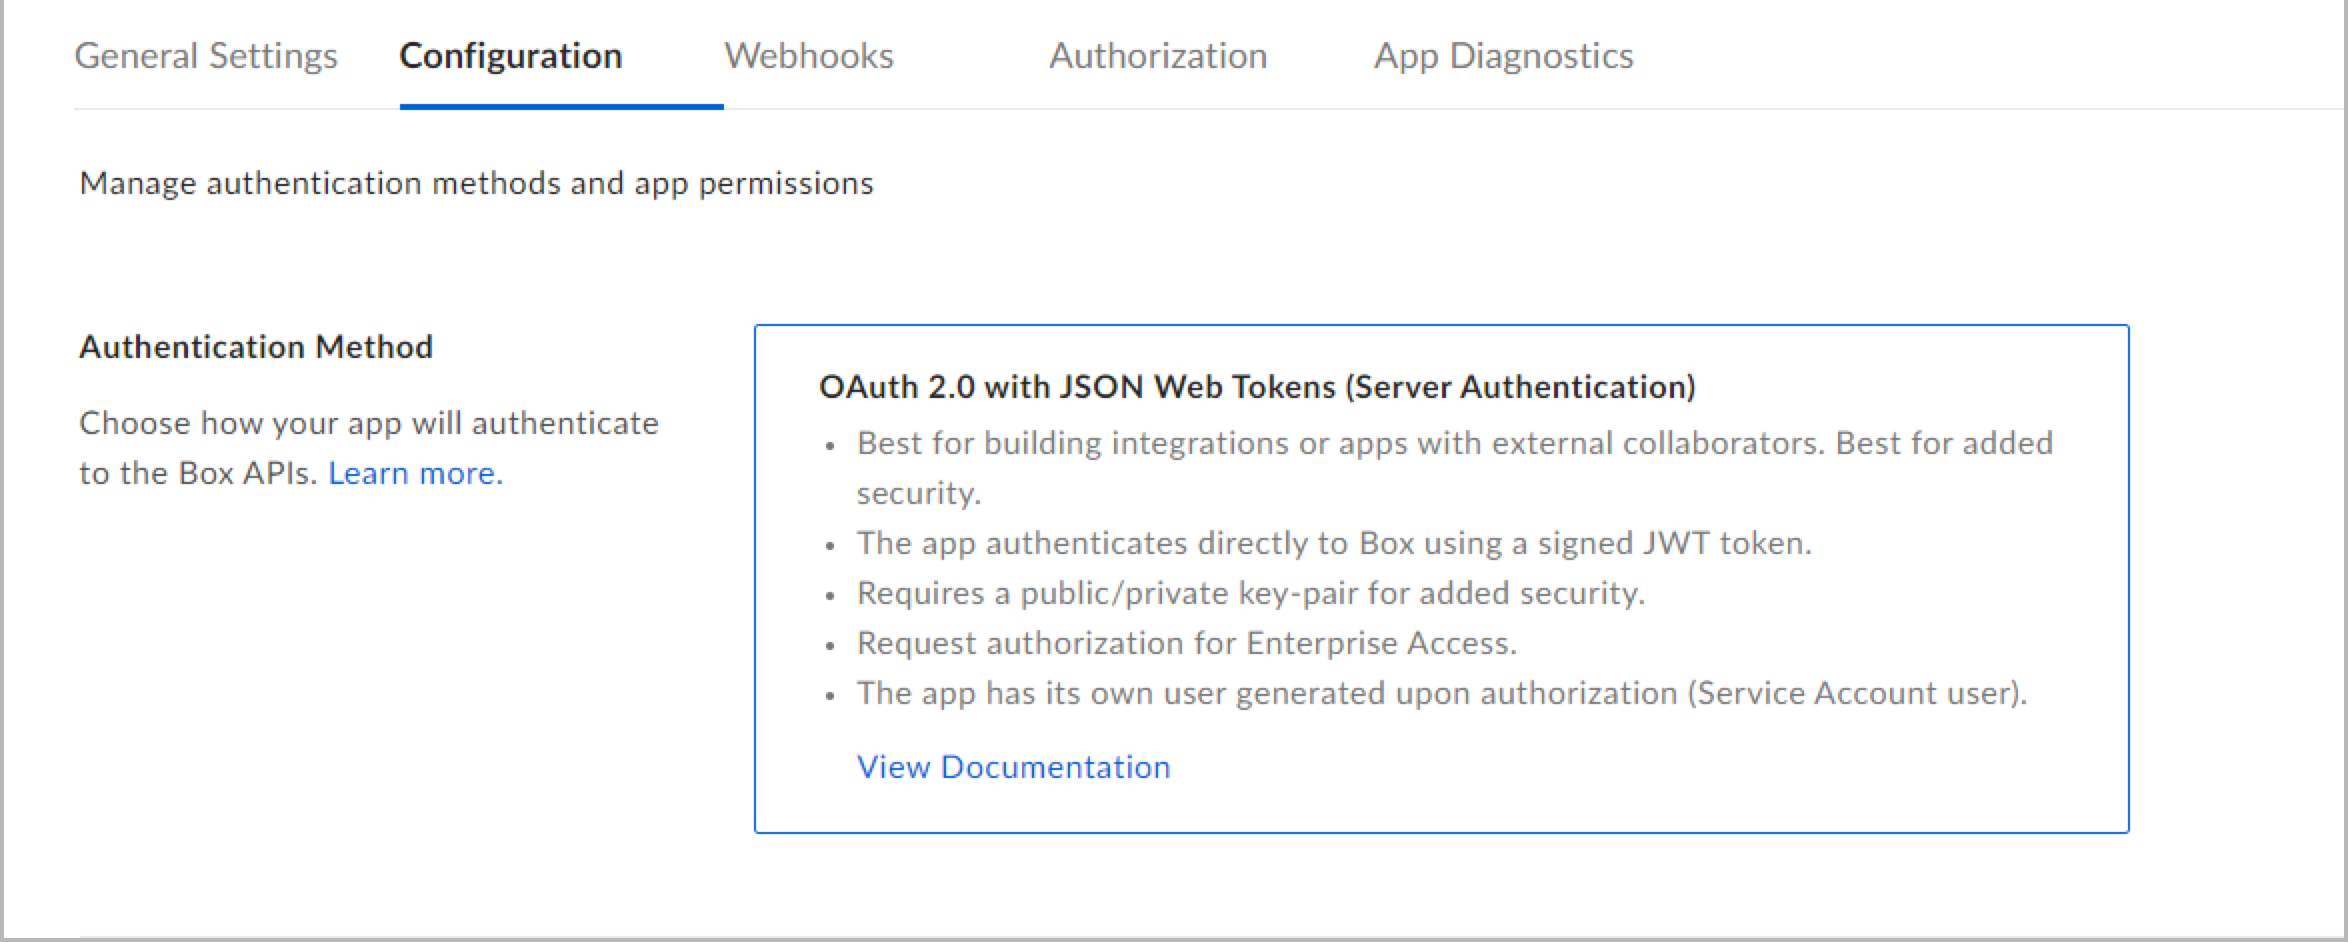 General Settings Configuration Webhooks Authorization App Diagnostics
Manage authentication methods and app permissions
Authentication Method
Choose how your app will authenticate
to the Box APIs. Learn more.
OAuth 2.0 with JSON Web Tokens (Server Authentication)
• Best for building integrations or apps with external collaborators. Best for added
security.
• The app authenticates directly to Box using a signed JWT token.
• Requires a public/private key-pair for added security.
• Request authorization for Enterprise Access.
• The app has its own user generated upon authorization (Service Account user).
View Documentation